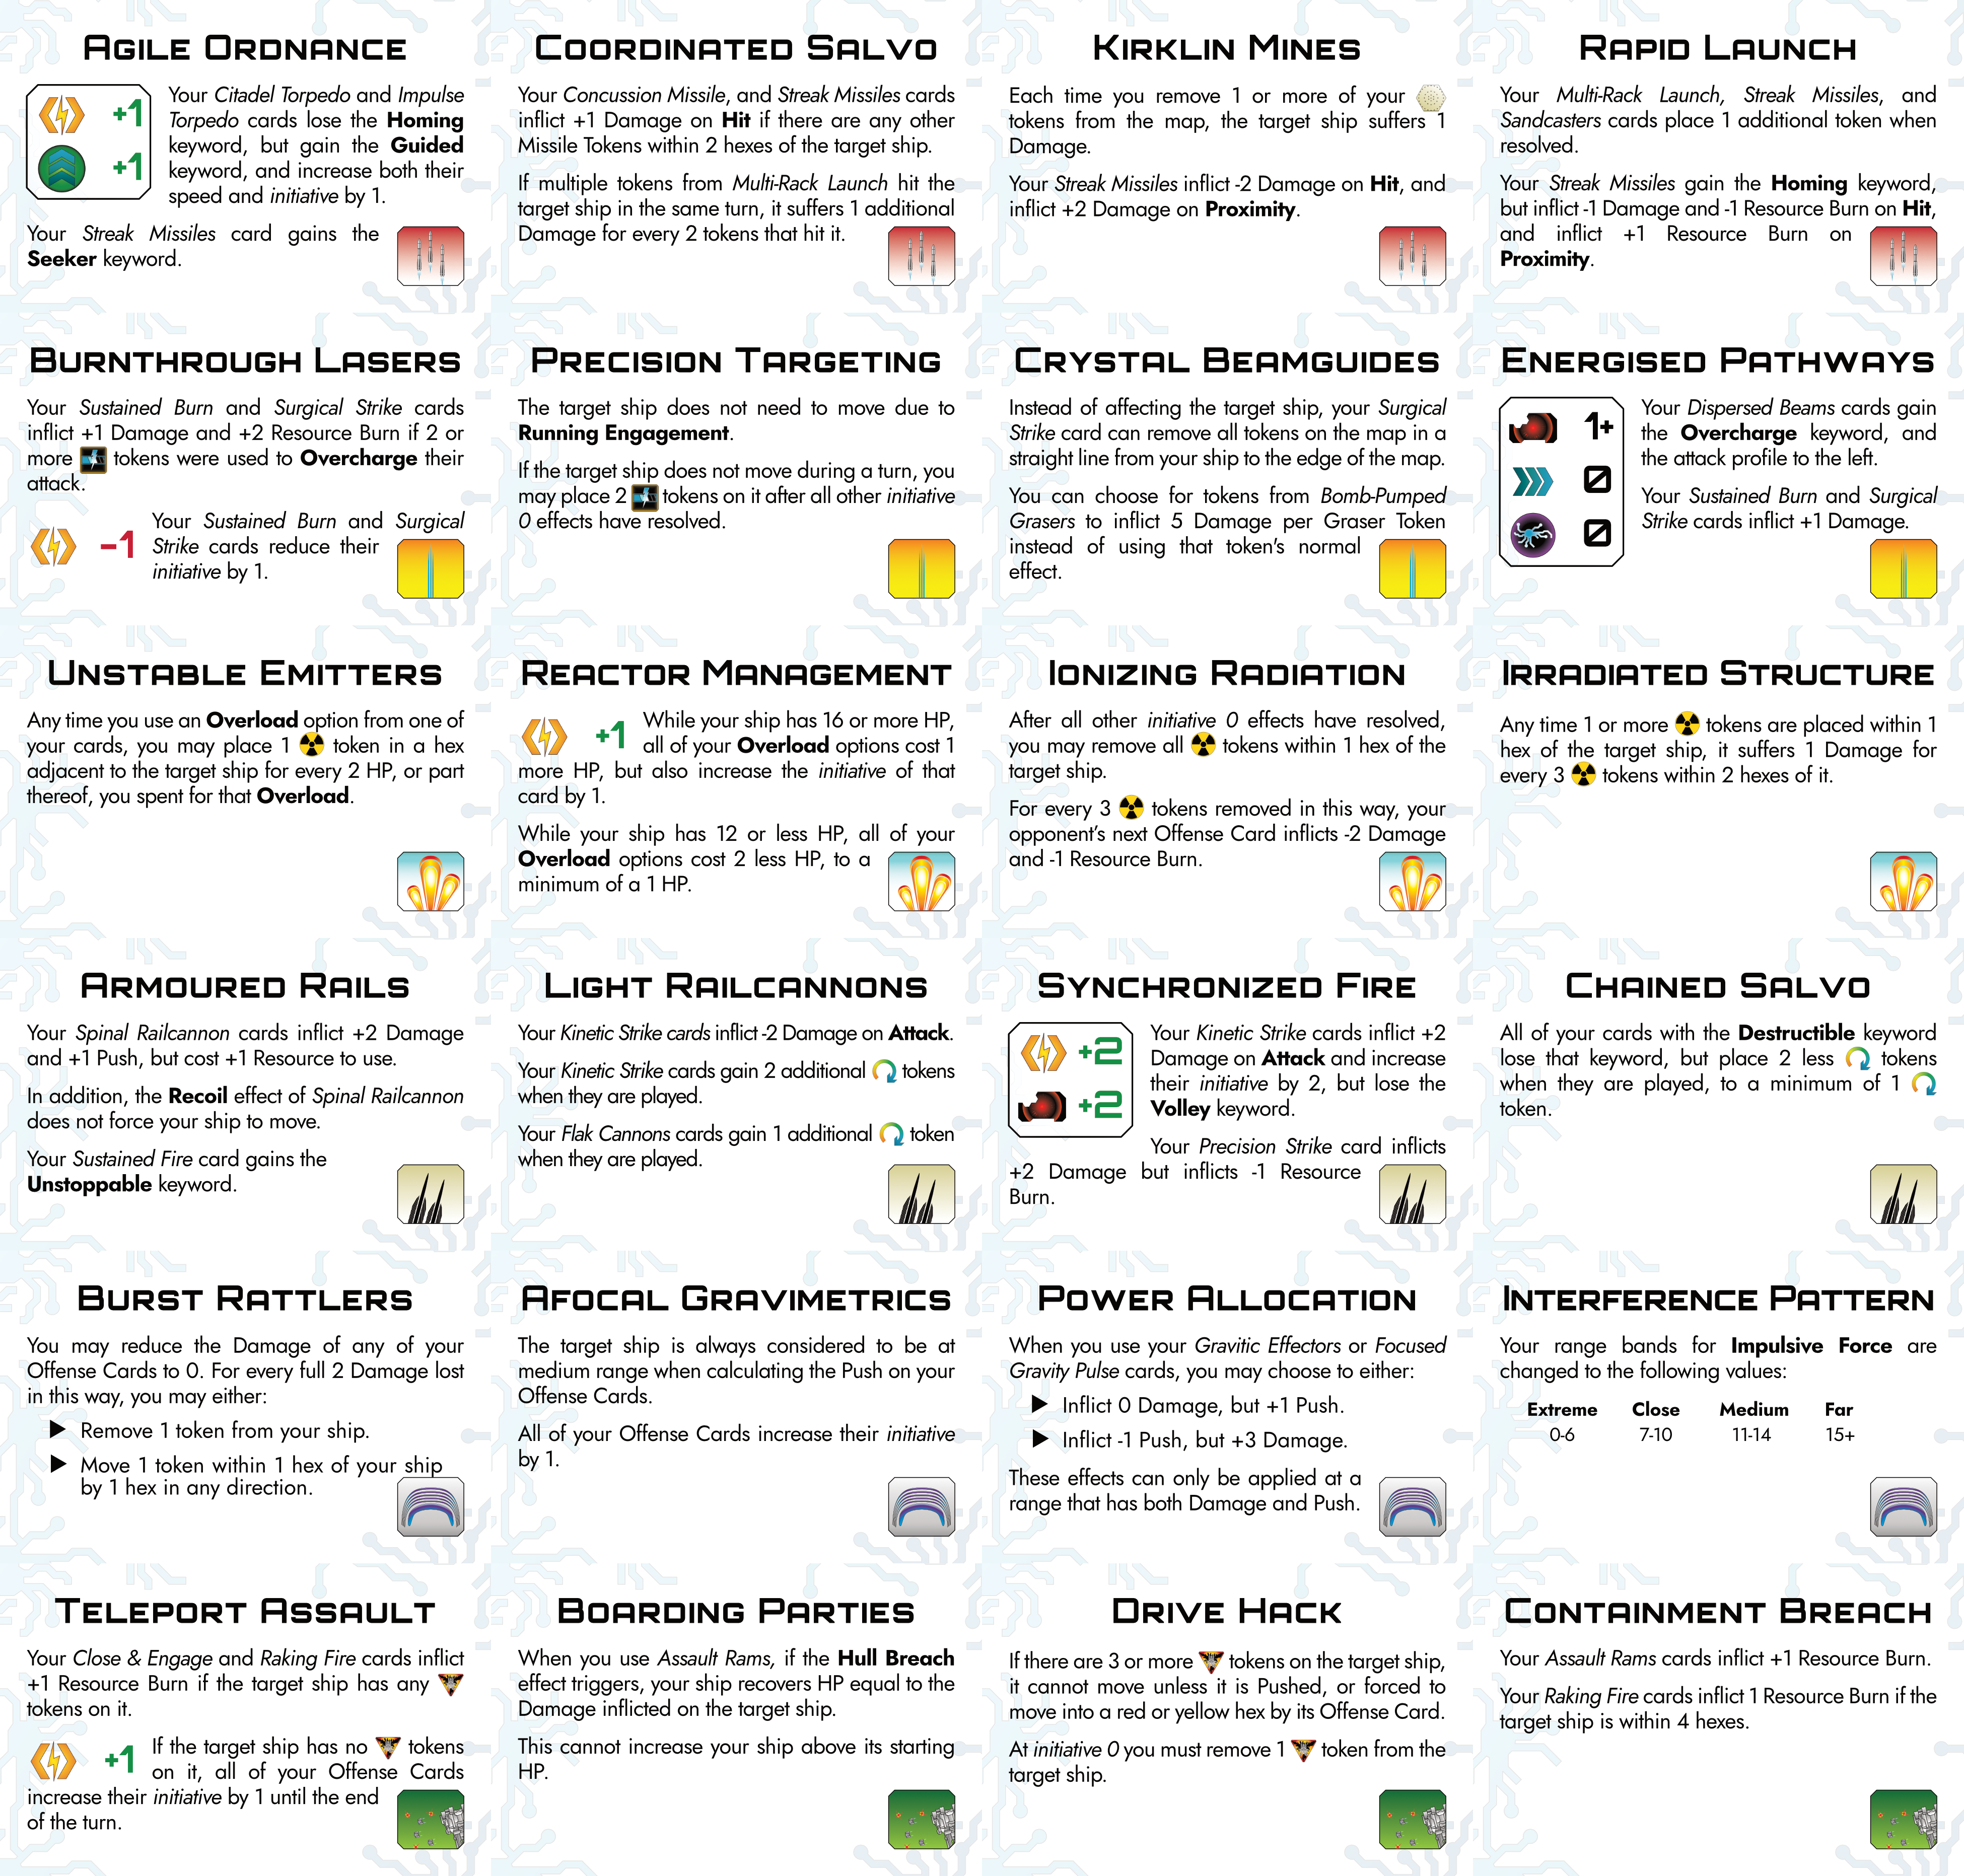 AGILE ORDNANCE
+1
+1
Your Citadel Torpedo and Impulse
Torpedo cards lose the Homing
keyword, but gain the Guided
keyword, and increase both their
speed and initiative by 1.
Your Streak Missiles card gains the
Seeker keyword.
COORDINATED SALVO
Your Concussion Missile, and Streak Missiles cards
inflict +1 Damage on Hit if there are any other
Missile Tokens within 2 hexes of the target ship.
If multiple tokens from Multi-Rack Launch hit the
target ship in the same turn, it suffers 1 additional
Damage for every 2 tokens that hit it.
KIRKLIN MINES
Each time you remove 1 or more of your
tokens from the map, the target ship suffers 1
Damage.
Your Streak Missiles inflict -2 Damage on Hit, and
inflict +2 Damage on Proximity.
RAPID LAUNCH
Your Multi-Rack Launch, Streak Missiles, and
Sandcasters cards place 1 additional token when
resolved.
Your Streak Missiles gain the Homing keyword,
but inflict -1 Damage and -1 Resource Burn on Hit,
and inflict +1 Resource Burn on
Proximity.
BURNTHROUGH LASERS
Your Sustained Burn and Surgical Strike cards
inflict +1 Damage and +2 Resource Burn if 2 or
more tokens were used to Overcharge their
attack.
-1
Your Sustained Burn and Surgical
Strike cards reduce their
initiative by 1.
PRECISION TARGETING
The target ship does not need to move due to
Running Engagement.
If the target ship does not move during a turn, you
may place 2 tokens on it after all other initiative
0 effects have resolved.
CRYSTAL BEAMGUIDES
Instead of affecting the target ship, your Surgical
Strike card can remove all tokens on the map in a
straight line from your ship to the edge of the map.
You can choose for tokens from Bomb-Pumped
Grasers to inflict 5 Damage per Graser Token
instead of using that token's normal
effect.
ENERGISED PATHWAYS
1+
0
0
Your Dispersed Beams cards gain
the Overcharge keyword, and
the attack profile to the left.
Your Sustained Burn and Surgical
Strike cards inflict +1 Damage.
UNSTABLE EMITTERS
Any time you use an Overload option from one of
your cards, you may place 1 token in a hex
adjacent to the target ship for every 2 HP, or part
thereof, you spent for that Overload.
REACTOR MANAGEMENT
+1
While your ship has 16 or more HP,
all of your Overload options cost 1
more HP, but also increase the initiative of that
card by 1.
While your ship has 12 or less HP, all of your
Overload options cost 2 less HP, to a
minimum of a 1 HP.
IONIZING RADIATION
After all other initiative 0 effects have resolved,
you may remove all tokens within 1 hex of the
target ship.
For every 3 tokens removed in this way, your
opponent's next Offense Card inflicts -2 Damage
and -1 Resource Burn.
IRRADIATED STRUCTURE
Any time 1 or more tokens are placed within 1
hex of the target ship, it suffers 1 Damage for
every 3 tokens within 2 hexes of it.
ARMOURED RAILS
Your Spinal Railcannon cards inflict +2 Damage
and +1 Push, but cost +1 Resource to use.
In addition, the Recoil effect of Spinal Railcannon
does not force your ship to move.
Your Sustained Fire card gains the
Unstoppable keyword.
LIGHT RAILCANNONS
Your Kinetic Strike cards inflict -2 Damage on Attack.
Your Kinetic Strike cards gain 2 additional tokens
when they are played.
Your Flak Cannons cards gain 1 additional token
when they are played.
SYNCHRONIZED FIRE
+2
+2
Your Kinetic Strike cards inflict +2
Damage on Attack and increase
their initiative by 2, but lose the
Volley keyword.
Your Precision Strike card inflicts
+2 Damage but inflicts -1 Resource
Burn.
CHAINED SALVO
All of your cards with the Destructible keyword
lose that keyword, but place 2 less tokens
when they are played, to a minimum of 1
token.
BURST RATTLERS
You may reduce the Damage of any of your
Offense Cards to 0. For every full 2 Damage lost
in this way, you may either:
Remove 1 token from your ship.
Move 1 token within 1 hex of your ship
by 1 hex in any direction.
AFOCAL GRAVIMETRICS
The target ship is always considered to be at
medium range when calculating the Push on your
Offense Cards.
All of your Offense Cards increase their initiative
by 1.
POWER ALLOCATION
When you use your Gravitic Effectors or Focused
Gravity Pulse cards, you may choose to either:
Inflict 0 Damage, but +1 Push.
Inflict -1 Push, but +3 Damage.
These effects can only be applied at a
range that has both Damage and Push.
INTERFERENCE PATTERN
Your range bands for Impulsive Force are
changed to the following values:
Extreme Close Medium Far
0-6 7-10 11-14 15+
TELEPORT ASSAULT
Your Close & Engage and Raking Fire cards inflict
+1 Resource Burn if the target ship has any
tokens on it.
+1
If the target ship has no tokens
on it, all of your Offense Cards
increase their initiative by 1 until the end
of the turn.
BOARDING PARTIES
When you use Assault Rams, if the Hull Breach
effect triggers, your ship recovers HP equal to the
Damage inflicted on the target ship.
This cannot increase your ship above its starting
HP.
DRIVE HACK
If there are 3 or more tokens on the target ship,
it cannot move unless it is Pushed, or forced to
move into a red or yellow hex by its Offense Card.
At initiative 0 you must remove 1 token from the
target ship.
CONTAINMENT BREACH
Your Assault Rams cards inflict +1 Resource Burn.
Your Raking Fire cards inflict 1 Resource Burn if the
target ship is within 4 hexes.